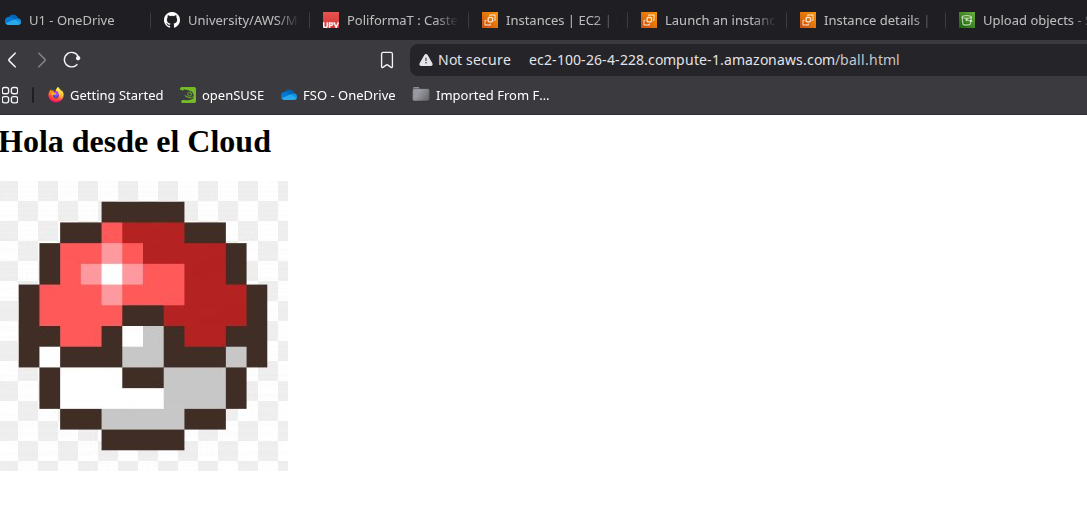 U1 - OneDrive University/AWS/M PoliformaT : Caste Instances | EC2 | Launch an instanc Instance details | Upload objects -
Not secure ec2-100-26-4-228.compute-1.amazonaws.com/ball.html
Getting Started openSUSE FSO - OneDrive Imported From F...
Hola desde el Cloud